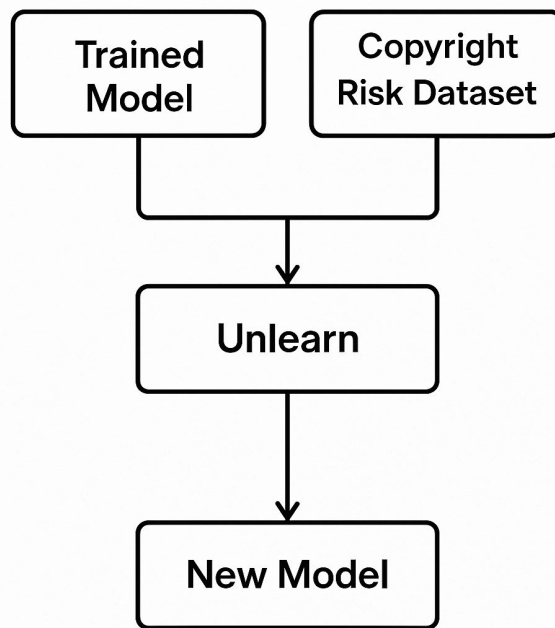 Trained
Model
Copyright
Risk Dataset
Unlearn
New Model